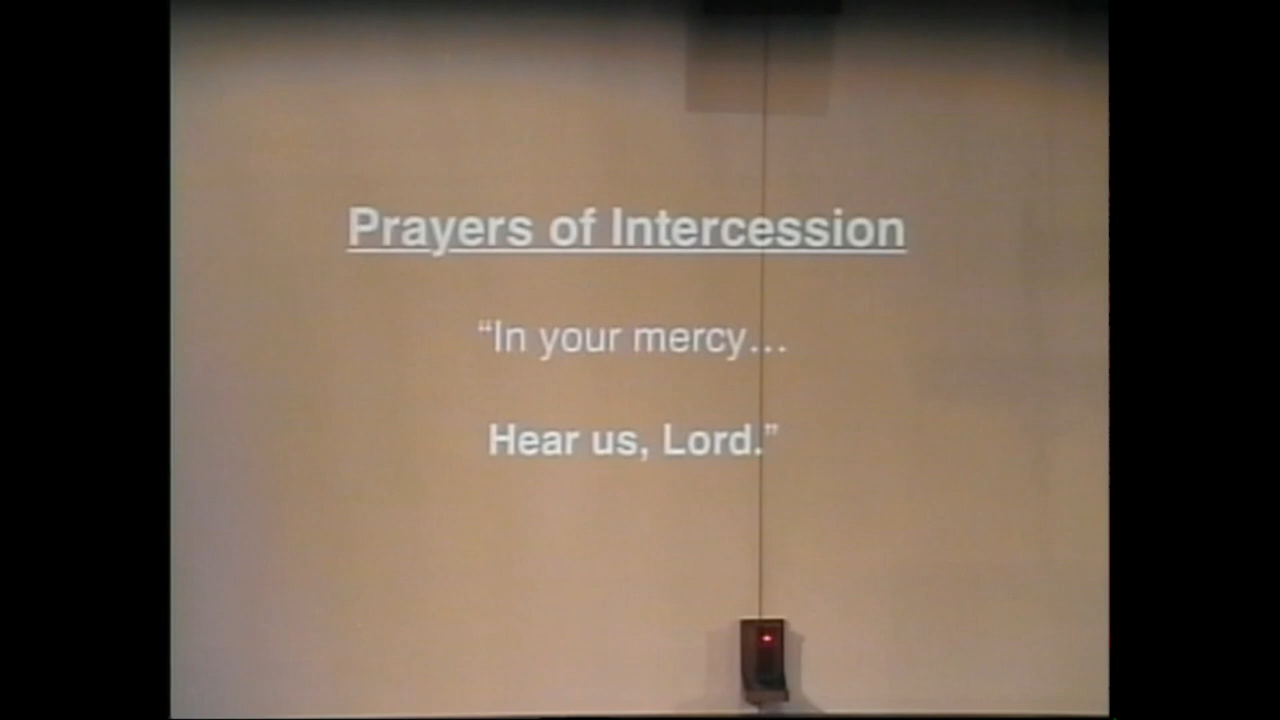 Prayers of Intercession
“In your mercy…
Hear us, Lord.”